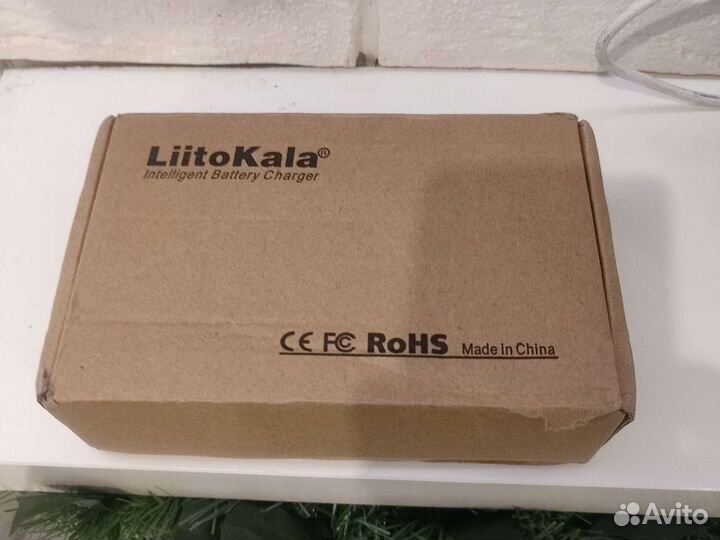 LiitoKala®
Intelligent Battery Charger
CE FC RoHS Made in China
Avito